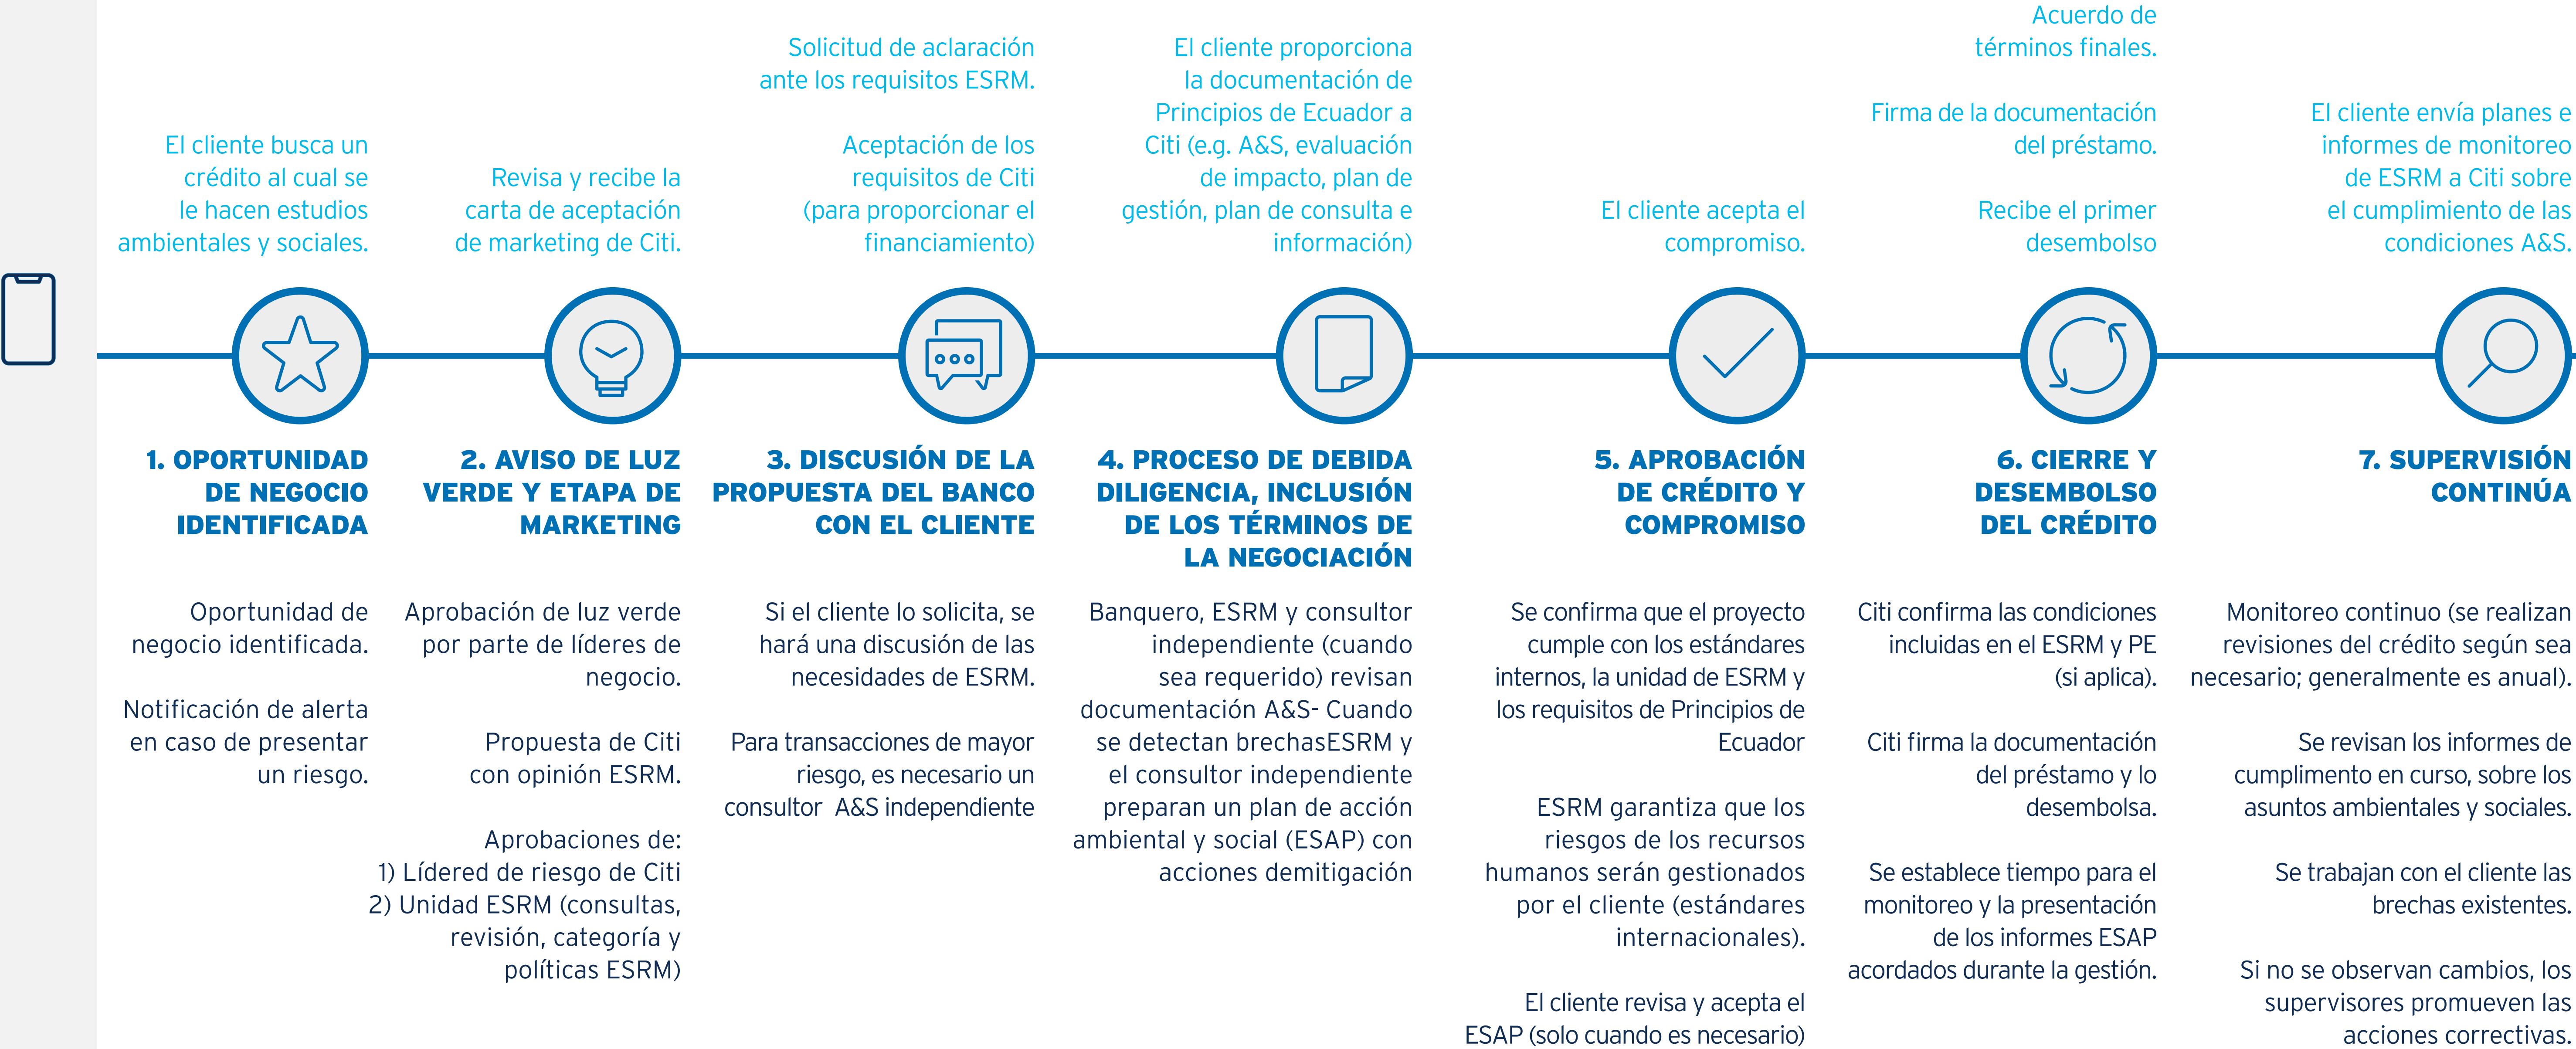 El cliente busca un
crédito al cual se
le hacen estudios
ambientales y sociales.
1. OPORTUNIDAD
DE NEGOCIO
IDENTIFICADA
Oportunidad de
negocio identificada.
Notificación de alerta
en caso de presentar
un riesgo.
Revisa y recibe la
carta de aceptación
de marketing de Citi.
2. AVISO DE LUZ
VERDE Y ETAPA DE
MARKETING
Aprobación de luz verde
por parte de líderes de
negocio.
Propuesta de Citi
con opinión ESRM.
Aprobaciones de:
1) Lídered de riesgo de Citi
2) Unidad ESRM (consultas,
revisión, categoría y
políticas ESRM)
Solicitud de aclaración
ante los requisitos ESRM.
Aceptación de los
requisitos de Citi
(para proporcionar el
financiamiento)
3. DISCUSIÓN DE LA
PROPUESTA DEL BANCO
CON EL CLIENTE
Si el cliente lo solicita, se
hará una discusión de las
necesidades de ESRM.
Para transacciones de mayor
riesgo, es necesario un
consultor A&S independiente
El cliente proporciona
la documentación de
Principios de Ecuador a
Citi (e.g. A&S, evaluación
de impacto, plan de
gestión, plan de consulta e
información)
4. PROCESO DE DEBIDA
DILIGENCIA, INCLUSIÓN
DE LOS TÉRMINOS DE
LA NEGOCIACIÓN
Banquero, ESRM y consultor
independiente (cuando
sea requerido) revisan
documentación A&S- Cuando
se detectan brechasESRM y
el consultor independiente
preparan un plan de acción
ambiental y social (ESAP) con
acciones demitigación
El cliente acepta el
compromiso.
5. APROBACIÓN
DE CRÉDITO Y
COMPROMISO
Se confirma que el proyecto
cumple con los estándares
internos, la unidad de ESRM y
los requisitos de Principios de
Ecuador
ESRM garantiza que los
riesgos de los recursos
humanos serán gestionados
por el cliente (estándares
internacionales).
El cliente revisa y acepta el
ESAP (solo cuando es necesario)
Acuerdo de
términos finales.
Firma de la documentación
del préstamo.
Recibe el primer
desembolso
6. CIERRE Y
DESEMBOLSO
DEL CRÉDITO
Citi confirma las condiciones
incluidas en el ESRM y PE
(si aplica).
Citi firma la documentación
del préstamo y lo
desembolsa.
Se establece tiempo para el
monitoreo y la presentación
de los informes ESAP
acordados durante la gestión.
El cliente envía planes e
informes de monitoreo
de ESRM a Citi sobre
el cumplimiento de las
condiciones A&S.
7. SUPERVISIÓN
CONTINÚA
Monitoreo continuo (se realizan
revisiones del crédito según sea
necesario; generalmente es anual).
Se revisan los informes de
cumplimento en curso, sobre los
asuntos ambientales y sociales.
Se trabajan con el cliente las
brechas existentes.
Si no se observan cambios, los
supervisores promueven las
acciones correctivas.